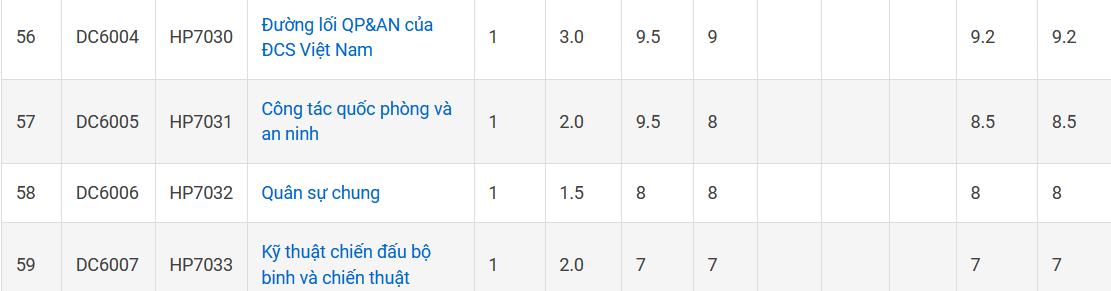 56 DC6004 HP7030 Đường lối QP&AN của ĐCS Việt Nam 1 3.0 9.5 9 9.2 9.2
57 DC6005 HP7031 Công tác quốc phòng và an ninh 1 2.0 9.5 8 8.5 8.5
58 DC6006 HP7032 Quân sự chung 1 1.5 8 8 8 8
59 DC6007 HP7033 Kỹ thuật chiến đấu bộ binh và chiến thuật 1 2.0 7 7 7 7